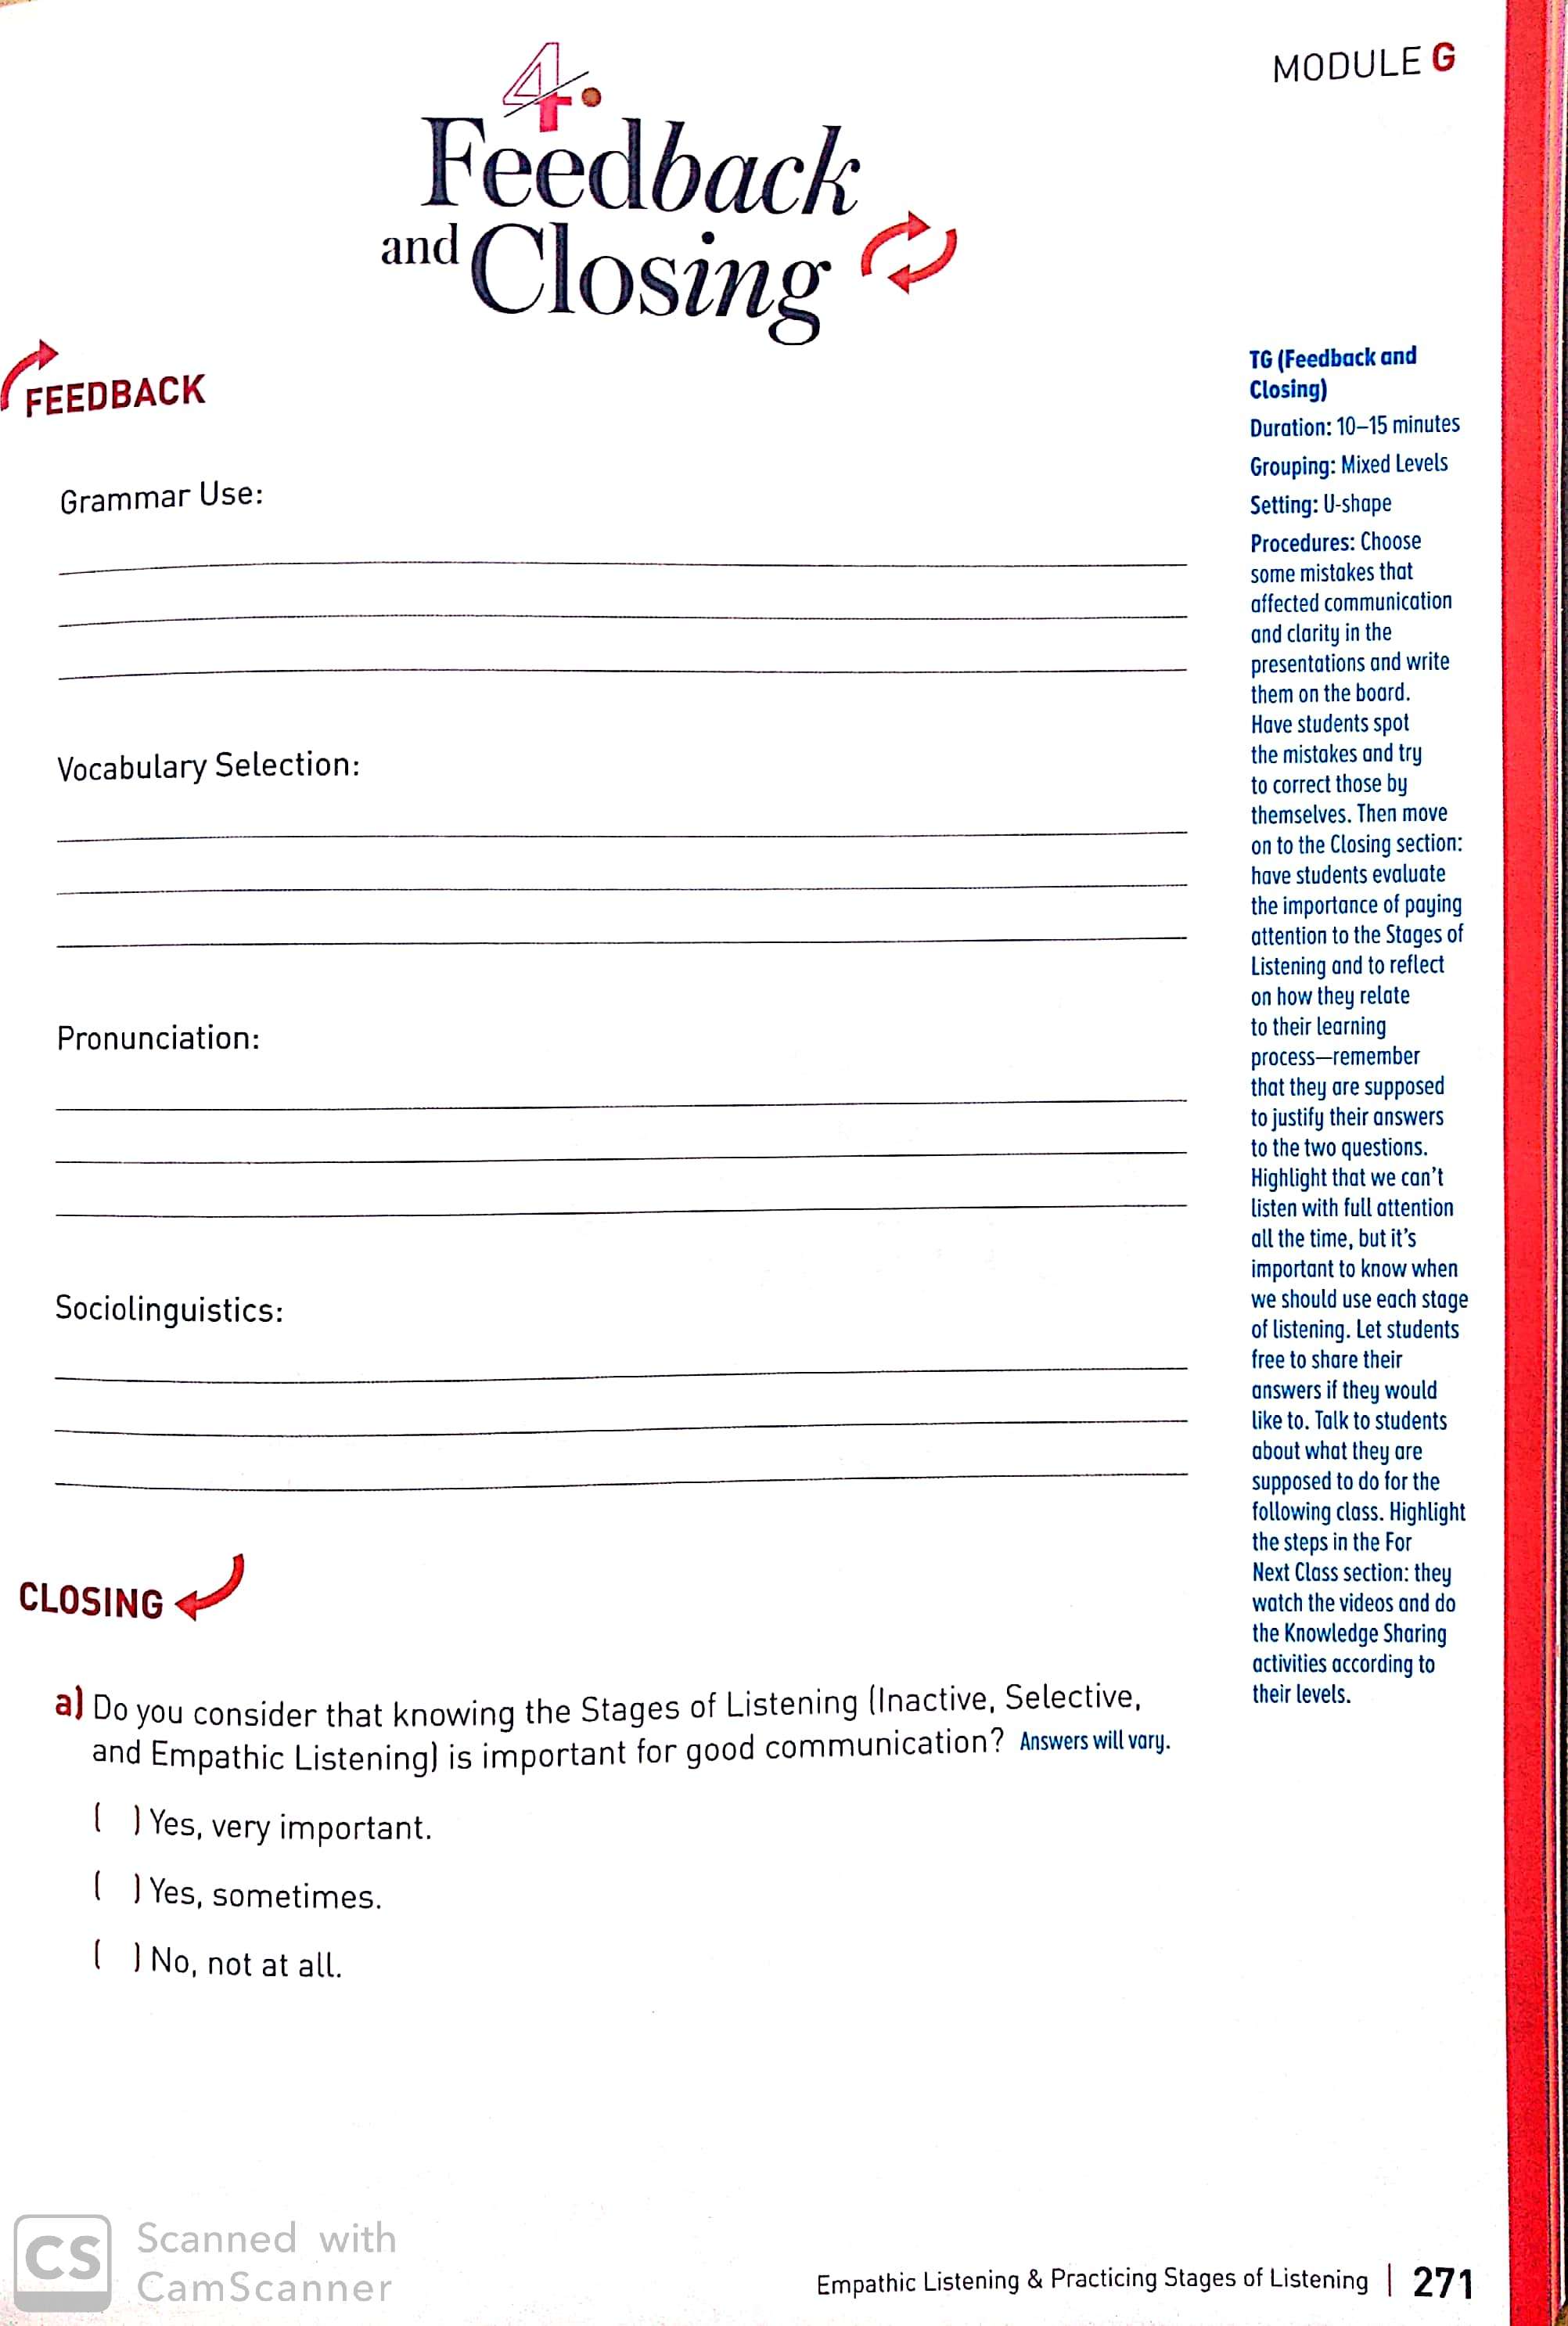 MODULE G
4.
Feedback
and Closing
FEEDBACK
Grammar Use:
Vocabulary Selection:
Pronunciation:
Sociolinguistics:
CLOSING
a) Do you consider that knowing the Stages of Listening (Inactive, Selective,
and Empathic Listening) is important for good communication? Answers will vary.
( ) Yes, very important.
( ) Yes, sometimes.
( ) No, not at all.
TG (Feedback and
Closing)
Duration: 10–15 minutes
Grouping: Mixed Levels
Setting: U-shape
Procedures: Choose
some mistakes that
affected communication
and clarity in the
presentations and write
them on the board.
Have students spot
the mistakes and try
to correct those by
themselves. Then move
on to the Closing section:
have students evaluate
the importance of paying
attention to the Stages of
Listening and to reflect
on how they relate
to their learning
process—remember
that they are supposed
to justify their answers
to the two questions.
Highlight that we can't
listen with full attention
all the time, but it's
important to know when
we should use each stage
of listening. Let students
free to share their
answers if they would
like to. Talk to students
about what they are
supposed to do for the
following class. Highlight
the steps in the For
Next Class section: they
watch the videos and do
the Knowledge Sharing
activities according to
their levels.
CS Scanned with
CamScanner
Empathic Listening & Practicing Stages of Listening | 271